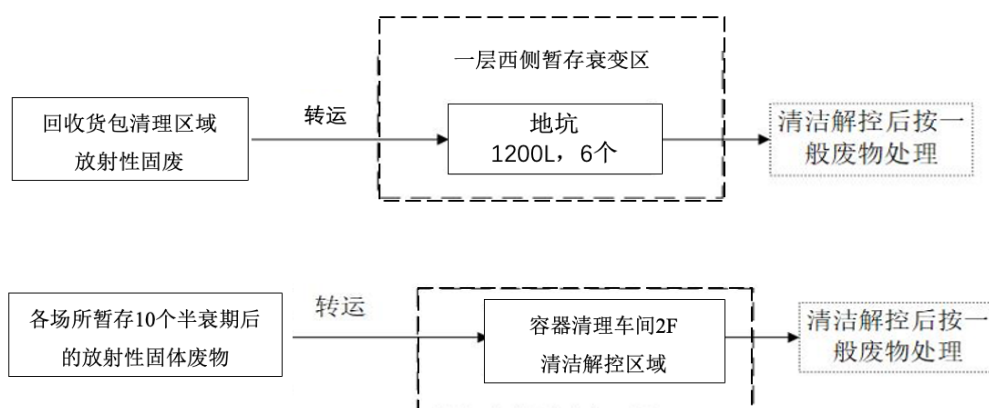 一层西侧暂存衰变区
回收货包清理区域
放射性固废
转运
地坑
1200L，6个
清洁解控后按一
般废物处理
各场所暂存10个半衰期后
的放射性固体废物
转运
容器清理车间2F
清洁解控区域
清洁解控后按一
般废物处理